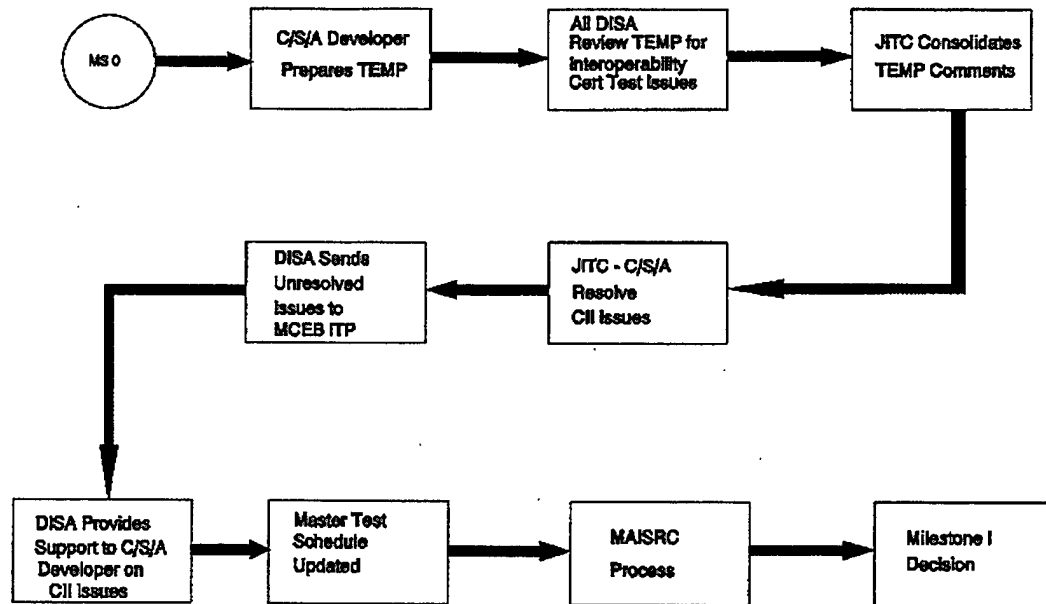 MS 0
C/S/A Developer
Prepares TEMP
All DISA
Review TEMP for
Interoperability
Cert Test Issues
JITC Consolidates
TEMP Comments
DISA Sends
Unresolved
Issues to
MCEB ITP
JITC - C/S/A
Resolve
CII Issues
DISA Provides
Support to C/S/A
Developer on
CII Issues
Master Test
Schedule
Updated
MAISRC
Process
Milestone I
Decision